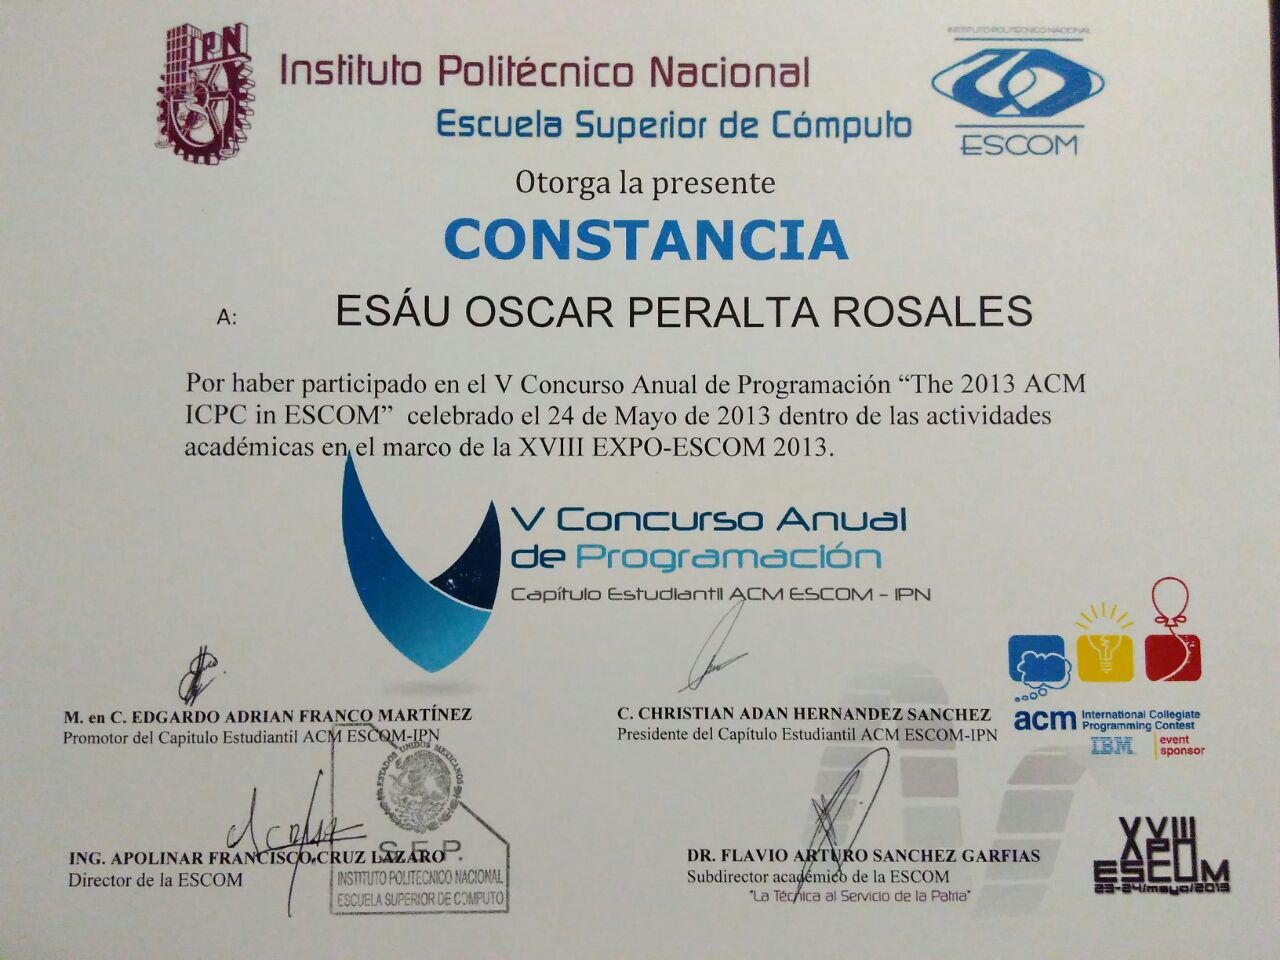 IPN
Instituto Politécnico Nacional
Escuela Superior de Cómputo
INSTITUTO POLITÉCNICO NACIONAL
ESCOM
Otorga la presente
CONSTANCIA
A: ESÁU OSCAR PERALTA ROSALES
Por haber participado en el V Concurso Anual de Programación “The 2013 ACM
ICPC in ESCOM” celebrado el 24 de Mayo de 2013 dentro de las actividades
académicas en el marco de la XVIII EXPO-ESCOM 2013.
V Concurso Anual
de Programación
Capítulo Estudiantil ACM ESCOM - IPN
M. en C. EDGARDO ADRIAN FRANCO MARTÍNEZ
Promotor del Capitulo Estudiantil ACM ESCOM-IPN
C. CHRISTIAN ADAN HERNANDEZ SANCHEZ
Presidente del Capítulo Estudiantil ACM ESCOM-IPN
acm International Collegiate
Programming Contest
IBM event
sponsor
ESTADOS UNIDOS MEXICANOS
S.E.P.
INSTITUTO POLITECNICO NACIONAL
ESCUELA SUPERIOR DE COMPUTO
ING. APOLINAR FRANCISCO CRUZ LAZARO
Director de la ESCOM
DR. FLAVIO ARTURO SANCHEZ GARFIAS
Subdirector académico de la ESCOM
"La Técnica al Servicio de la Patria"
XVIII
XPO
ESCOM
23-24/mayo/2013